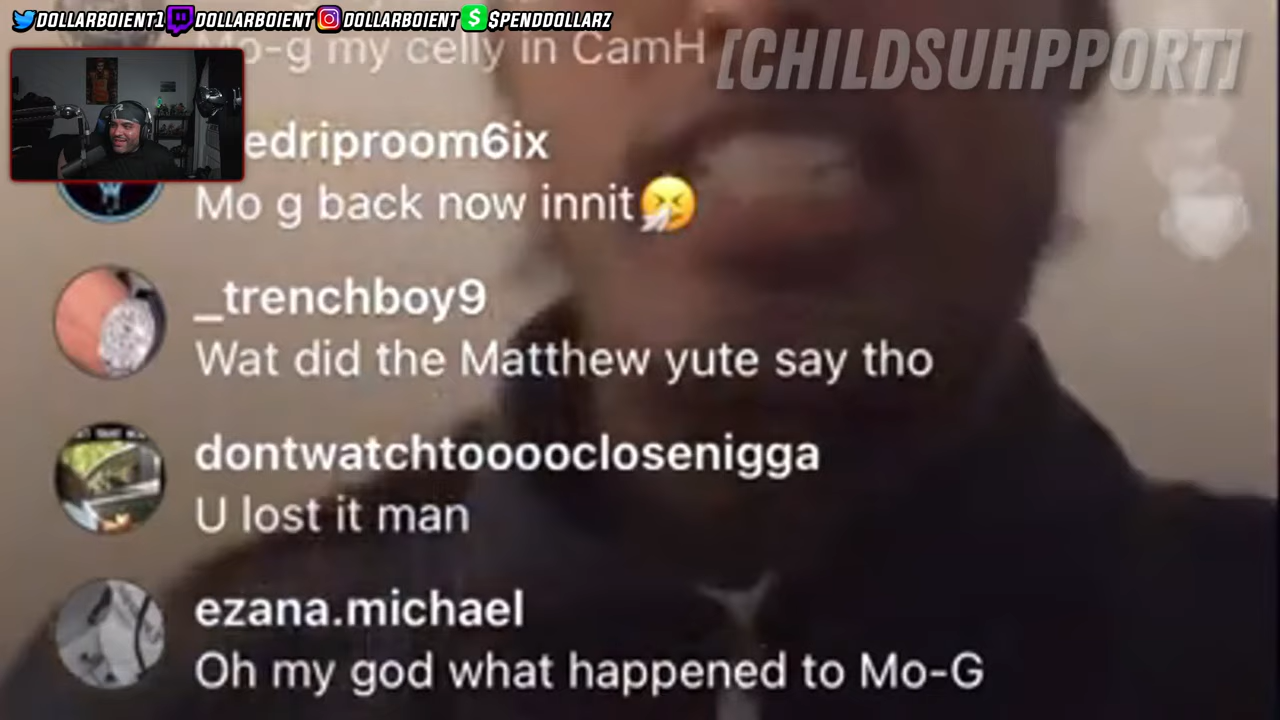 DOLLARBOIENT1 DOLLARBOIENT DOLLARBOIENT $PENDDOLLARZ
[CHILDSUHPPORT]
Mo-g my celly in CamH
edriproom6ix
Mo g back now innit🤧
_trenchboy9
Wat did the Matthew yute say tho
dontwatchtooooclosenigga
U lost it man
ezana.michael
Oh my god what happened to Mo-G